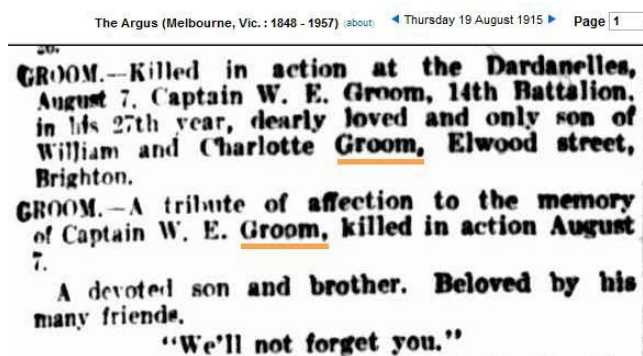 The Argus (Melbourne, Vic. : 1848 - 1957) (about) Thursday 19 August 1915 Page 1
20.
GROOM.—Killed in action at the Dardanelles,
August 7. Captain W. E. Groom, 14th Battalion.
in his 27th year, dearly loved and only son of
William and Charlotte Groom, Elwood street,
Brighton.
GROOM.—A tribute of affection to the memory
of Captain W. E. Groom, killed in action August
7.
A devoted son and brother. Beloved by his
many friends.
"We'll not forget you."